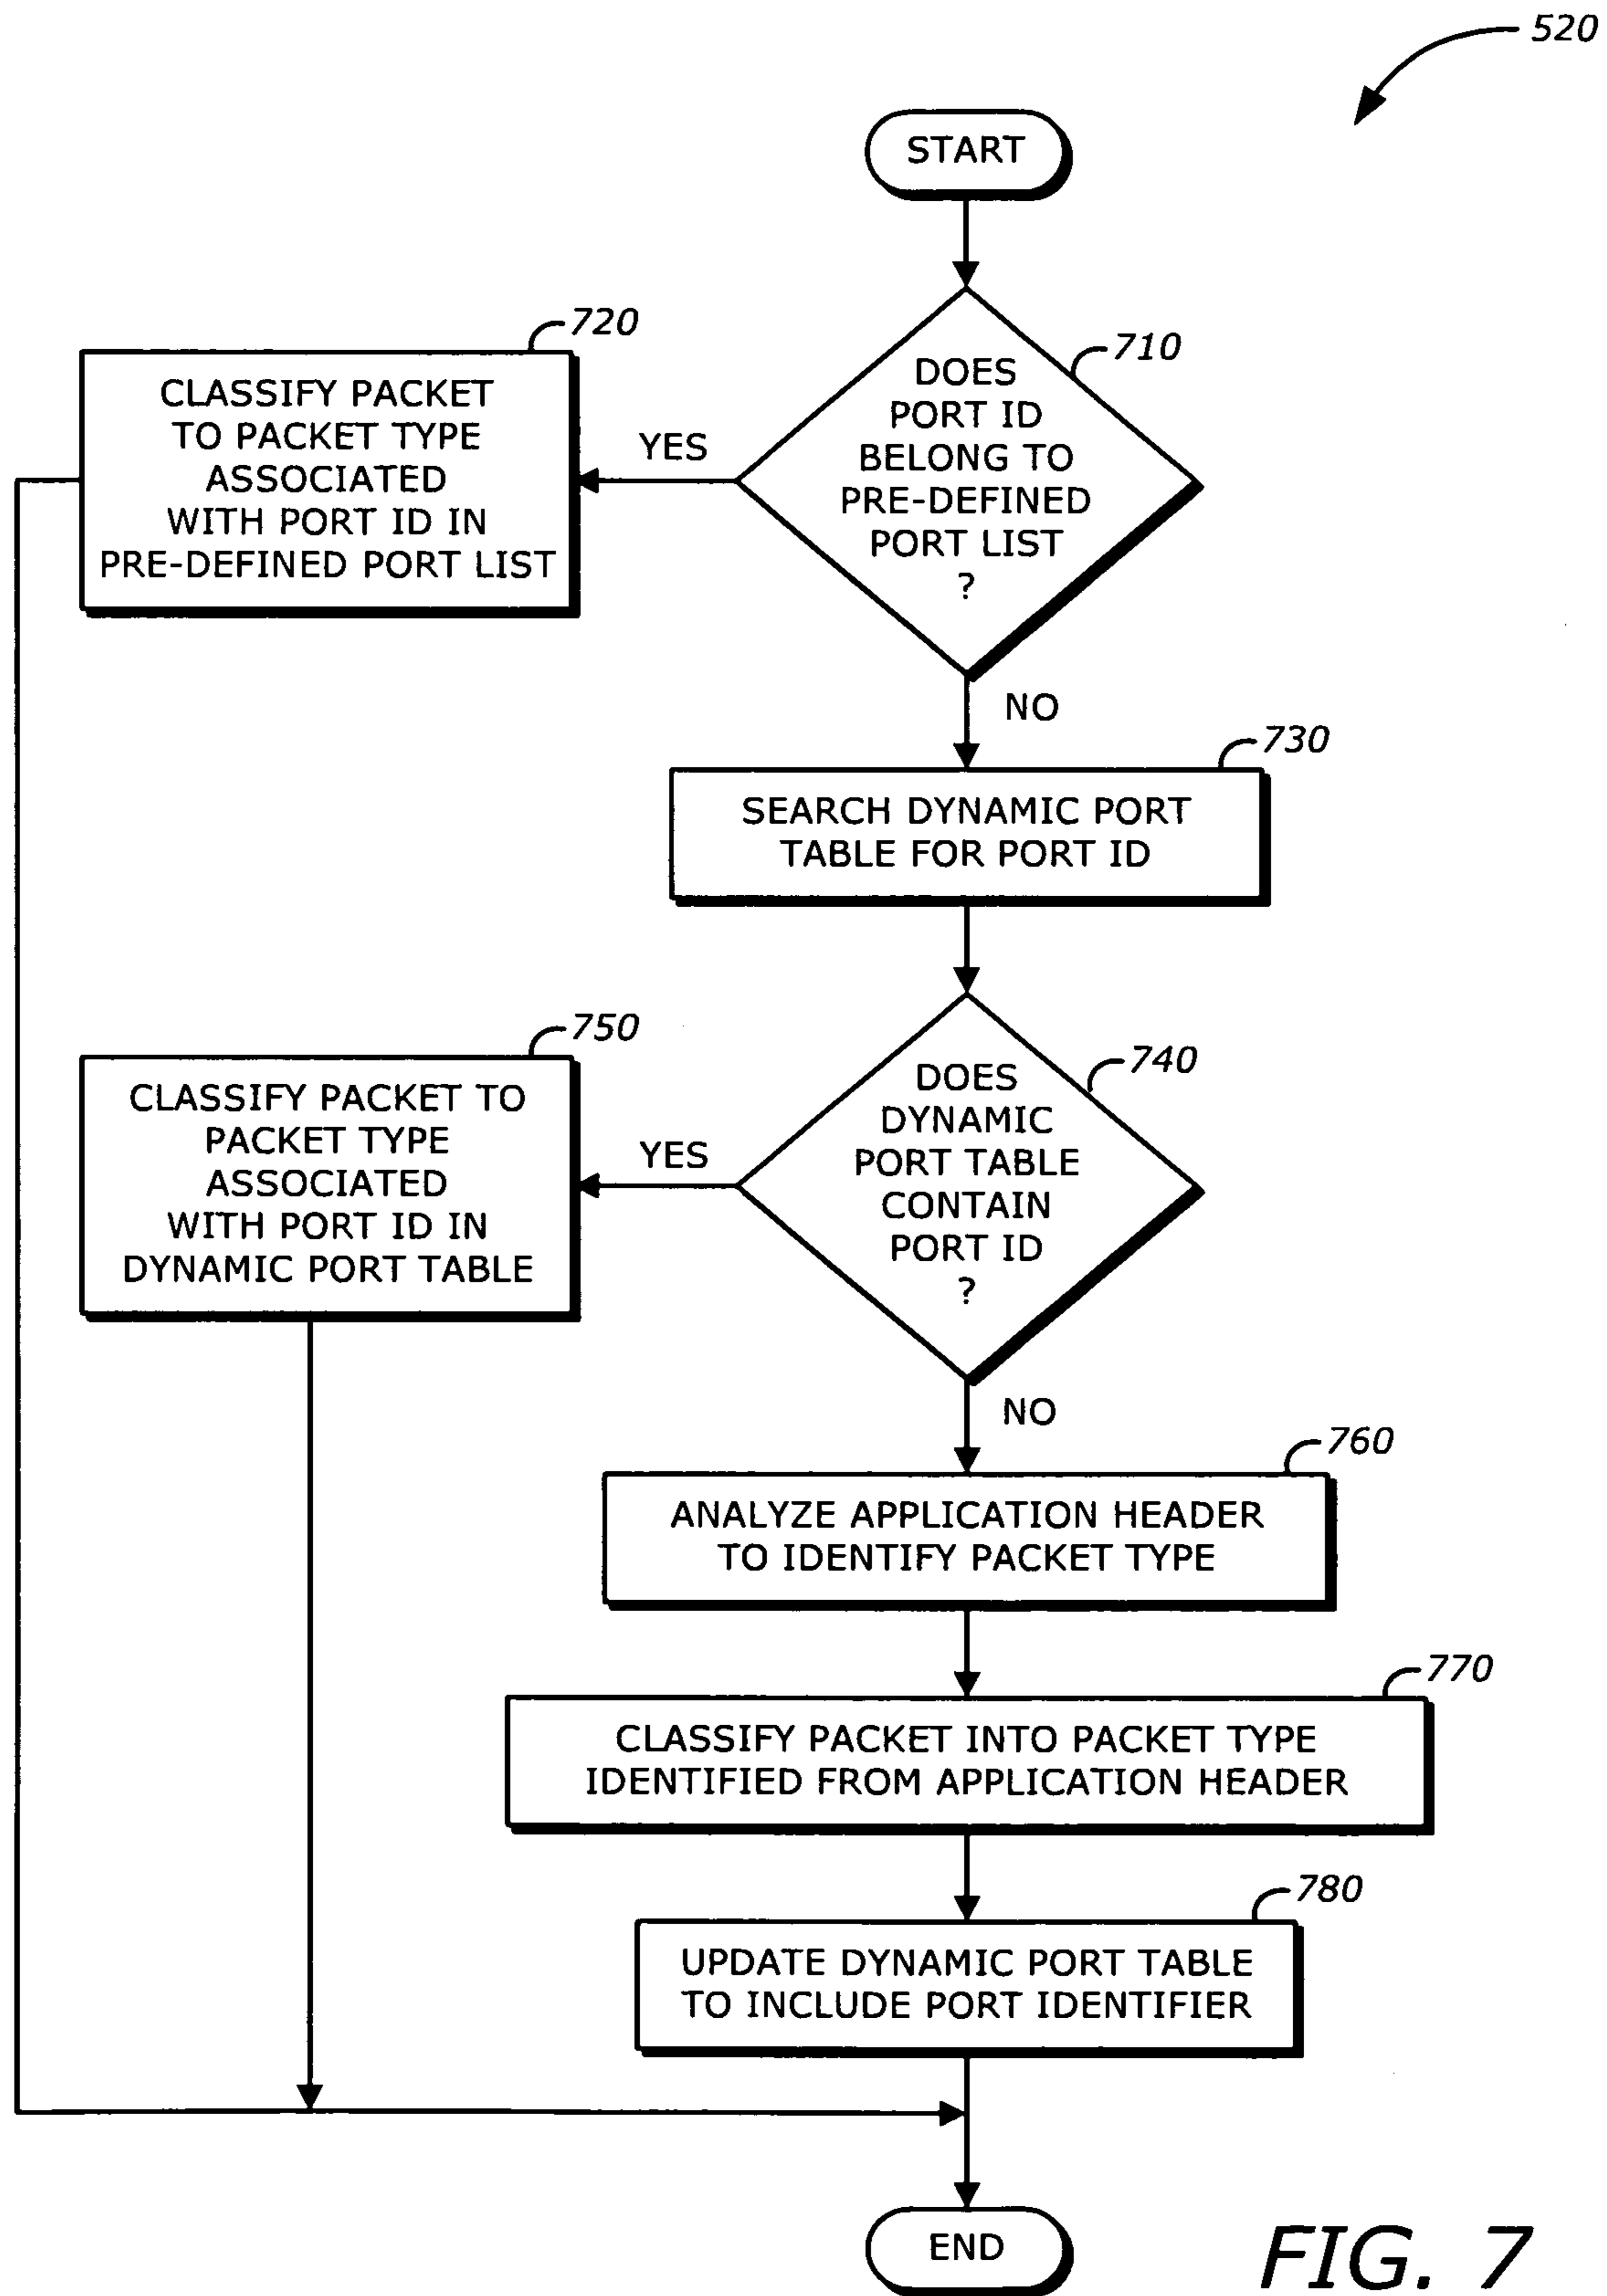 520
START
720
710
CLASSIFY PACKET
TO PACKET TYPE
ASSOCIATED
WITH PORT ID IN
PRE-DEFINED PORT LIST
YES
DOES
PORT ID
BELONG TO
PRE-DEFINED
PORT LIST
?
NO
730
SEARCH DYNAMIC PORT
TABLE FOR PORT ID
750
740
CLASSIFY PACKET TO
PACKET TYPE
ASSOCIATED
WITH PORT ID IN
DYNAMIC PORT TABLE
YES
DOES
DYNAMIC
PORT TABLE
CONTAIN
PORT ID
?
NO
760
ANALYZE APPLICATION HEADER
TO IDENTIFY PACKET TYPE
770
CLASSIFY PACKET INTO PACKET TYPE
IDENTIFIED FROM APPLICATION HEADER
780
UPDATE DYNAMIC PORT TABLE
TO INCLUDE PORT IDENTIFIER
END
FIG. 7